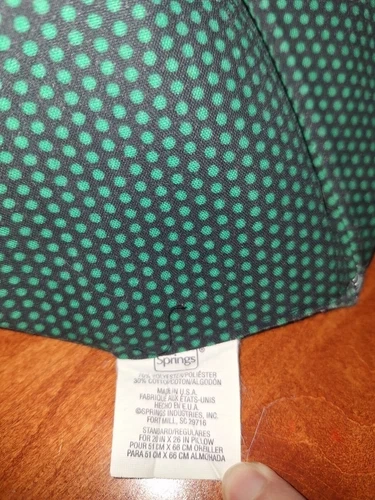 Springs®
POLYESTER/POLIÉSTER
50% COTTON/COTON/ALGODÓN
MADE IN U.S.A.
FABRIQUE AUX ÉTATS-UNIS
HECHO EN E.U.A.
©SPRINGS INDUSTRIES, INC.
FORT MILL, SC 29716
STANDARD/REGULARES
FOR 20 IN X 26 IN PILLOW
POUR 51 CM X 66 CM OREILLER
PARA 51 CM X 66 CM ALMOHADA